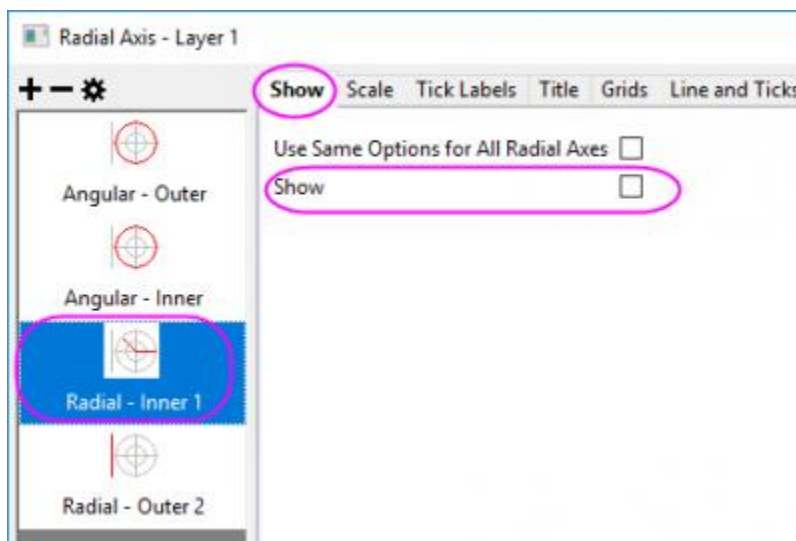 Radial Axis - Layer 1
Show Scale Tick Labels Title Grids Line and Ticks
Use Same Options for All Radial Axes
Show
Angular - Outer
Angular - Inner
Radial - Inner 1
Radial - Outer 2